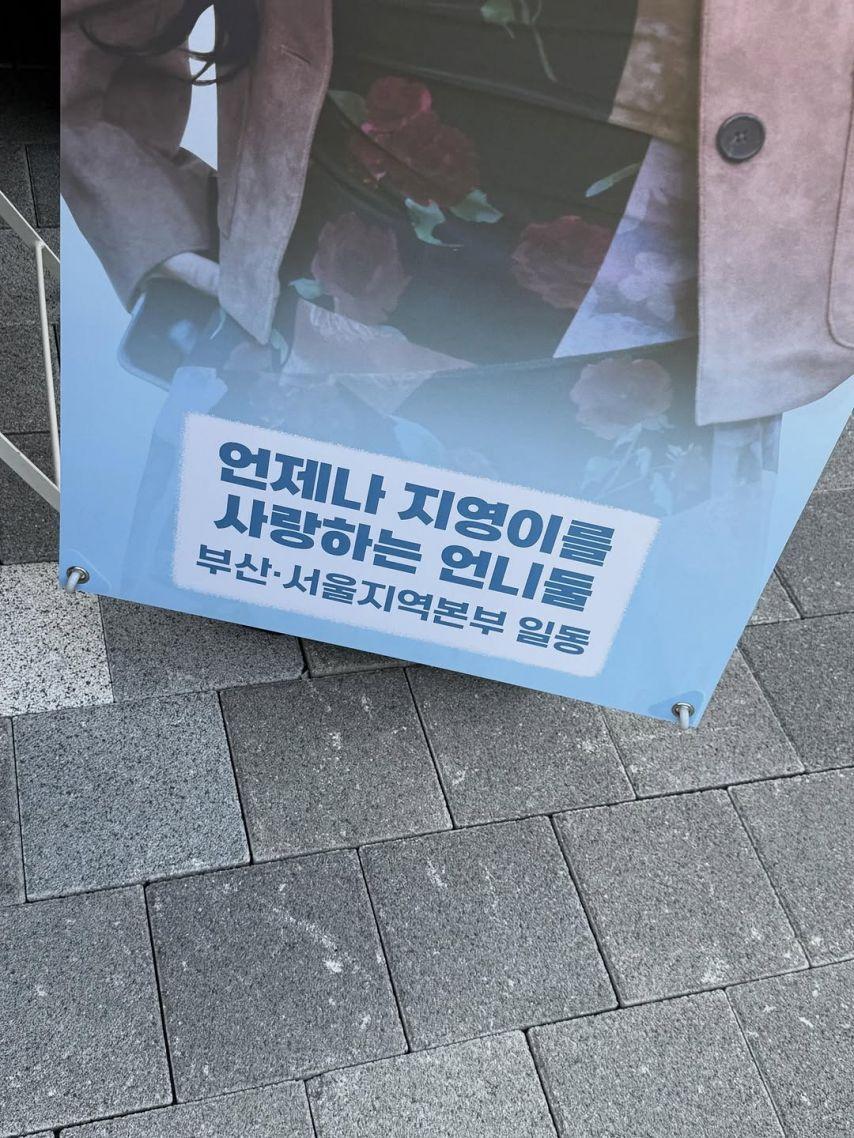 언제나 지영이를
사랑하는 언니둘
부산·서울지역본부 일동